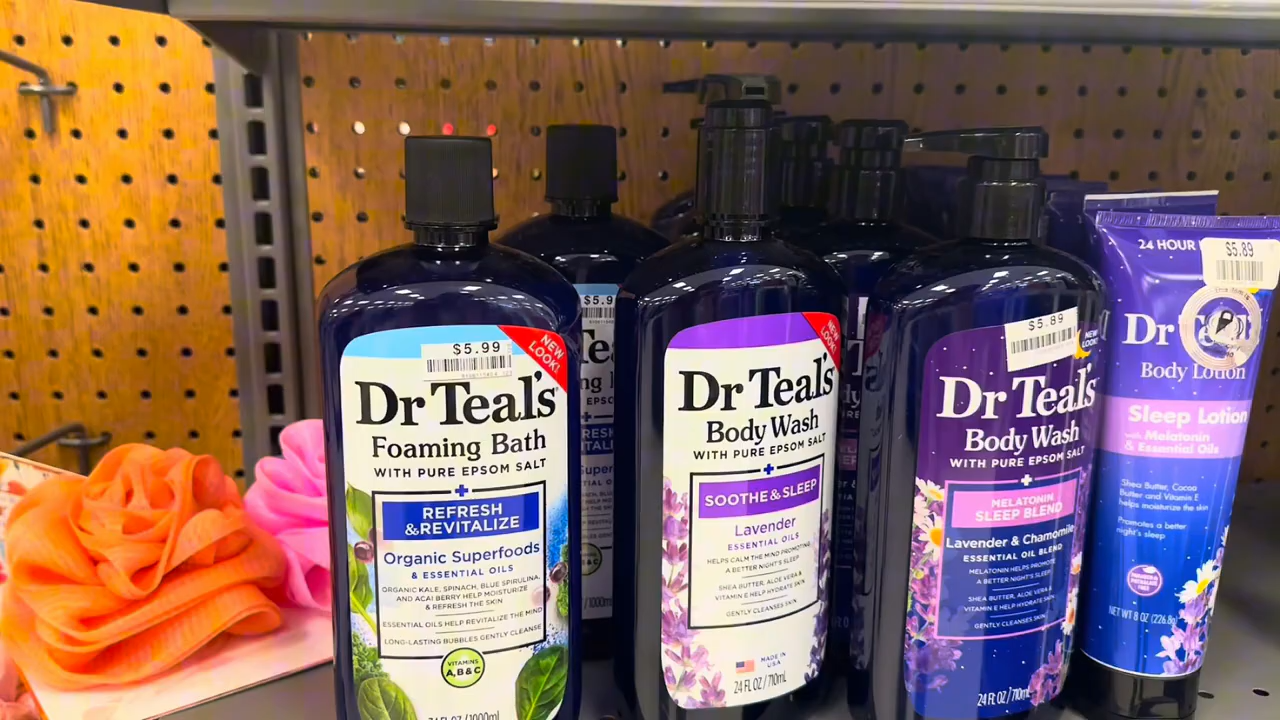 $5.99
NEW LOOK!
Dr Teal's
Foaming Bath
WITH PURE EPSOM SALT
REFRESH
&REVITALIZE
Organic Superfoods
& ESSENTIAL OILS
ORGANIC KALE, SPINACH, BLUE SPIRULINA,
AND ACAI BERRY HELP MOISTURIZE
& REFRESH THE SKIN
ESSENTIAL OILS HELP REVITALIZE THE MIND
LONG-LASTING BUBBLES GENTLY CLEANSE
VITAMINS
A, B & C
FL OZ / 1000mL
$5.9
NEW
LOOK!
Dr Teal's
Body Wash
WITH PURE EPSOM SALT
SOOTHE & SLEEP
Lavender
ESSENTIAL OILS
HELPS CALM THE MIND PROMOTING
A BETTER NIGHT'S SLEEP
SHEA BUTTER, ALOE VERA &
VITAMIN E HELP HYDRATE SKIN
GENTLY CLEANSES SKIN
MADE IN
USA
24 FL OZ / 710mL
$5.89
NEW
LOOK!
Dr Teal's
Body Wash
WITH PURE EPSOM SALT
MELATONIN
SLEEP BLEND
Lavender & Chamomile
ESSENTIAL OIL BLEND
MELATONIN HELPS PROMOTE
A BETTER NIGHT'S SLEEP
SHEA BUTTER, ALOE VERA &
VITAMIN E HELP HYDRATE SKIN
GENTLY CLEANSES SKIN
24 FL OZ / 710mL
24 HOUR
$5.89
Dr Teal's
Body Lotion
Sleep Lotion
with Melatonin
& Essential Oils
Shea Butter, Cocoa
Butter and Vitamin E
helps moisturize the skin
Promotes a better
night's sleep
NET WT 8 OZ (226.8g)